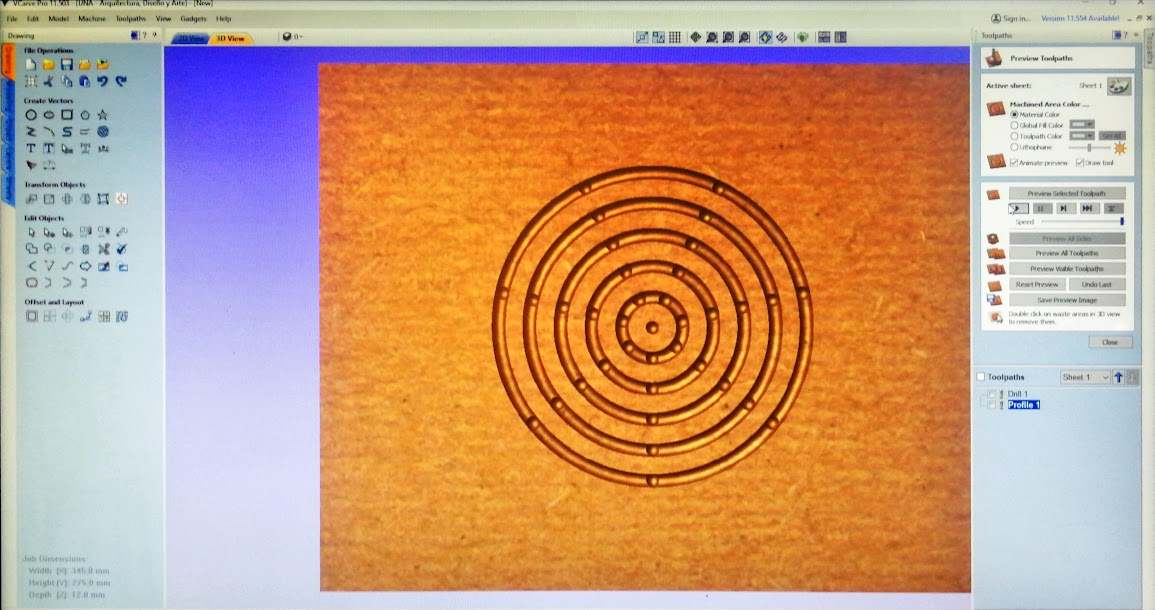 VCarve Pro 11.503 - {UNA - Arquitectura, Diseño y Arte} - [New]
File Edit Model Machine Toolpaths View Gadgets Help
Sign in... Version 11.554 Available!
Drawing
2D View 3D View
0
Toolpaths
File Operations
Create Vectors
Transform Objects
Edit Objects
Offset and Layout
Job Dimensions
Width [X]: 345.0 mm
Height [Y]: 275.0 mm
Depth [Z]: 12.0 mm
Preview Toolpaths
Active sheet: Sheet 1
Machined Area Color ....
Material Color
Global Fill Color
Toolpath Color
Lithophane
Animate preview Draw tool
Preview Selected Toolpath
Speed
Preview All Sides
Preview All Toolpaths
Preview Visible Toolpaths
Reset Preview Undo Last
Save Preview Image
Double click on waste areas in 3D view
to remove them.
Close
Toolpaths Sheet 1
Drill 1
Profile 1
Toolpaths